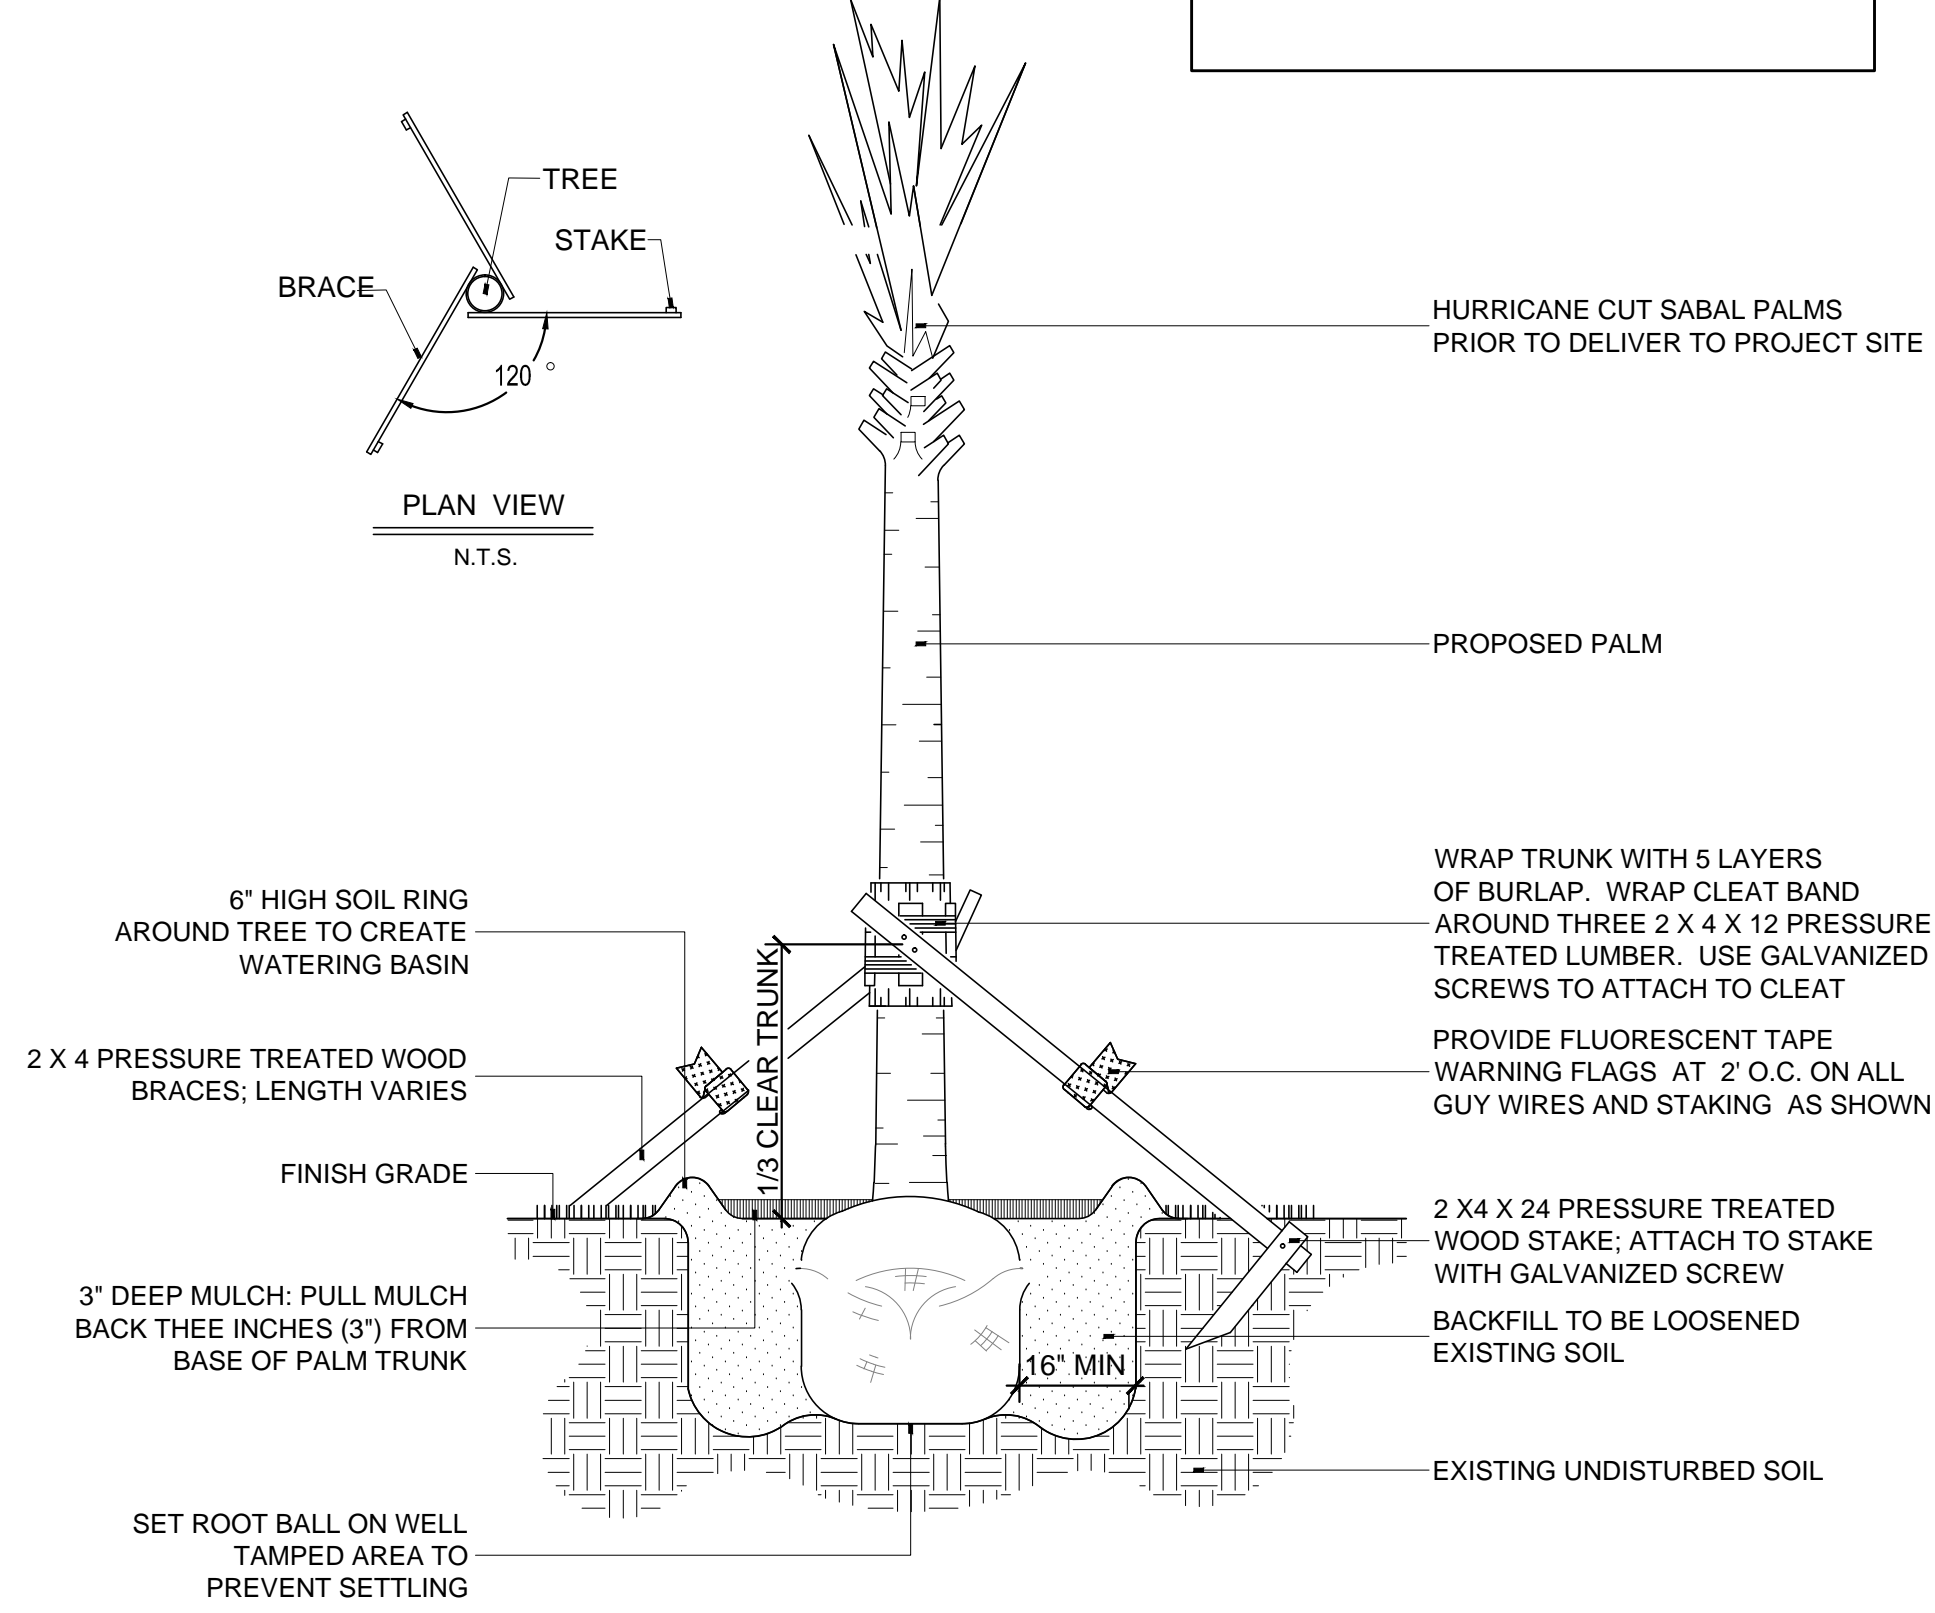 TREE
STAKE
BRACE
120 °
PLAN VIEW
N.T.S.
HURRICANE CUT SABAL PALMS
PRIOR TO DELIVER TO PROJECT SITE
PROPOSED PALM
WRAP TRUNK WITH 5 LAYERS
OF BURLAP. WRAP CLEAT BAND
AROUND THREE 2 X 4 X 12 PRESSURE
TREATED LUMBER. USE GALVANIZED
SCREWS TO ATTACH TO CLEAT
PROVIDE FLUORESCENT TAPE
WARNING FLAGS AT 2' O.C. ON ALL
GUY WIRES AND STAKING AS SHOWN
2 X4 X 24 PRESSURE TREATED
WOOD STAKE; ATTACH TO STAKE
WITH GALVANIZED SCREW
BACKFILL TO BE LOOSENED
EXISTING SOIL
EXISTING UNDISTURBED SOIL
6" HIGH SOIL RING
AROUND TREE TO CREATE
WATERING BASIN
2 X 4 PRESSURE TREATED WOOD
BRACES; LENGTH VARIES
FINISH GRADE
3" DEEP MULCH: PULL MULCH
BACK THEE INCHES (3") FROM
BASE OF PALM TRUNK
SET ROOT BALL ON WELL
TAMPED AREA TO
PREVENT SETTLING
1/3 CLEAR TRUNK
16" MIN